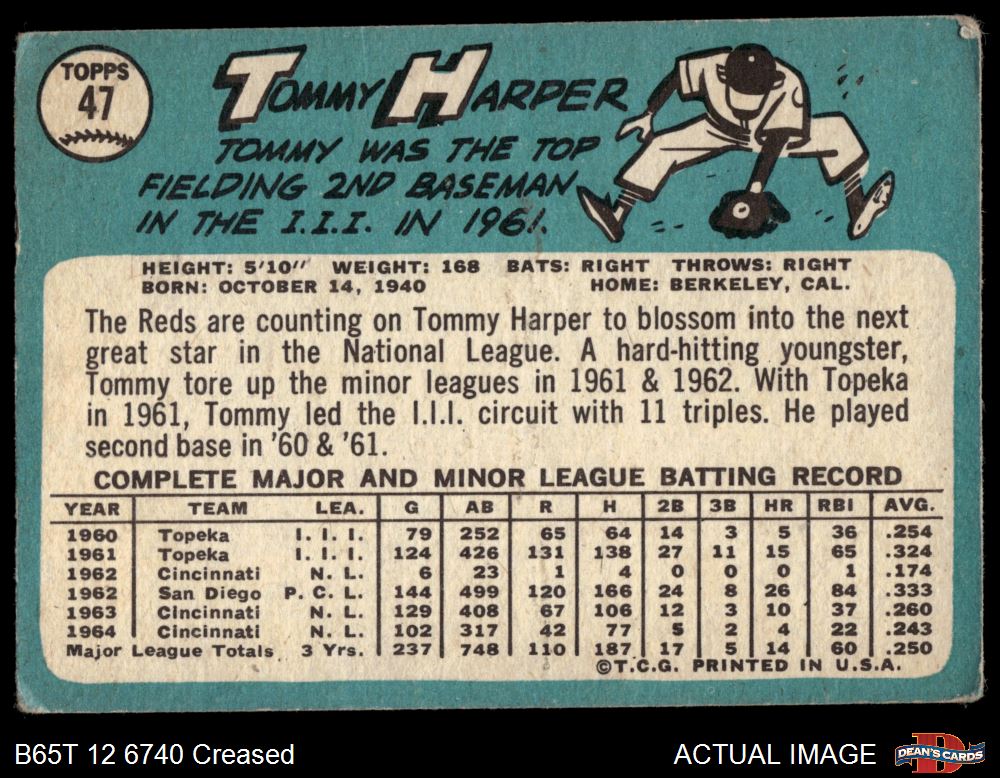 TOPPS
47
TOMMY HARPER
TOMMY WAS THE TOP
FIELDING 2ND BASEMAN
IN THE I.I.I. IN 1961.
HEIGHT: 5'10" WEIGHT: 168 BATS: RIGHT THROWS: RIGHT
BORN: OCTOBER 14, 1940 HOME: BERKELEY, CAL.
The Reds are counting on Tommy Harper to blossom into the next
great star in the National League. A hard-hitting youngster,
Tommy tore up the minor leagues in 1961 & 1962. With Topeka
in 1961, Tommy led the I.I.I. circuit with 11 triples. He played
second base in '60 & '61.
COMPLETE MAJOR AND MINOR LEAGUE BATTING RECORD
YEAR TEAM LEA. G AB R H 2B 3B HR RBI AVG.
1960 Topeka I. I. I. 79 252 65 64 14 3 5 36 .254
1961 Topeka I. I. I. 124 426 131 138 27 11 15 65 .324
1962 Cincinnati N. L. 6 23 1 4 0 0 0 1 .174
1962 San Diego P. C. L. 144 499 120 166 24 8 26 84 .333
1963 Cincinnati N. L. 129 408 67 106 12 3 10 37 .260
1964 Cincinnati N. L. 102 317 42 77 5 2 4 22 .243
Major League Totals 3 Yrs. 237 748 110 187 17 5 14 60 .250
©T.C.G. PRINTED IN U.S.A.
B65T 12 6740 Creased
ACTUAL IMAGE
DEAN'S CARDS